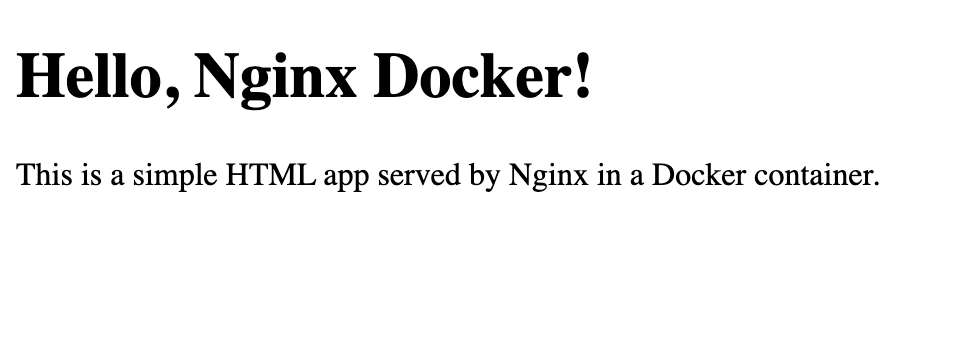 Hello, Nginx Docker!
This is a simple HTML app served by Nginx in a Docker container.